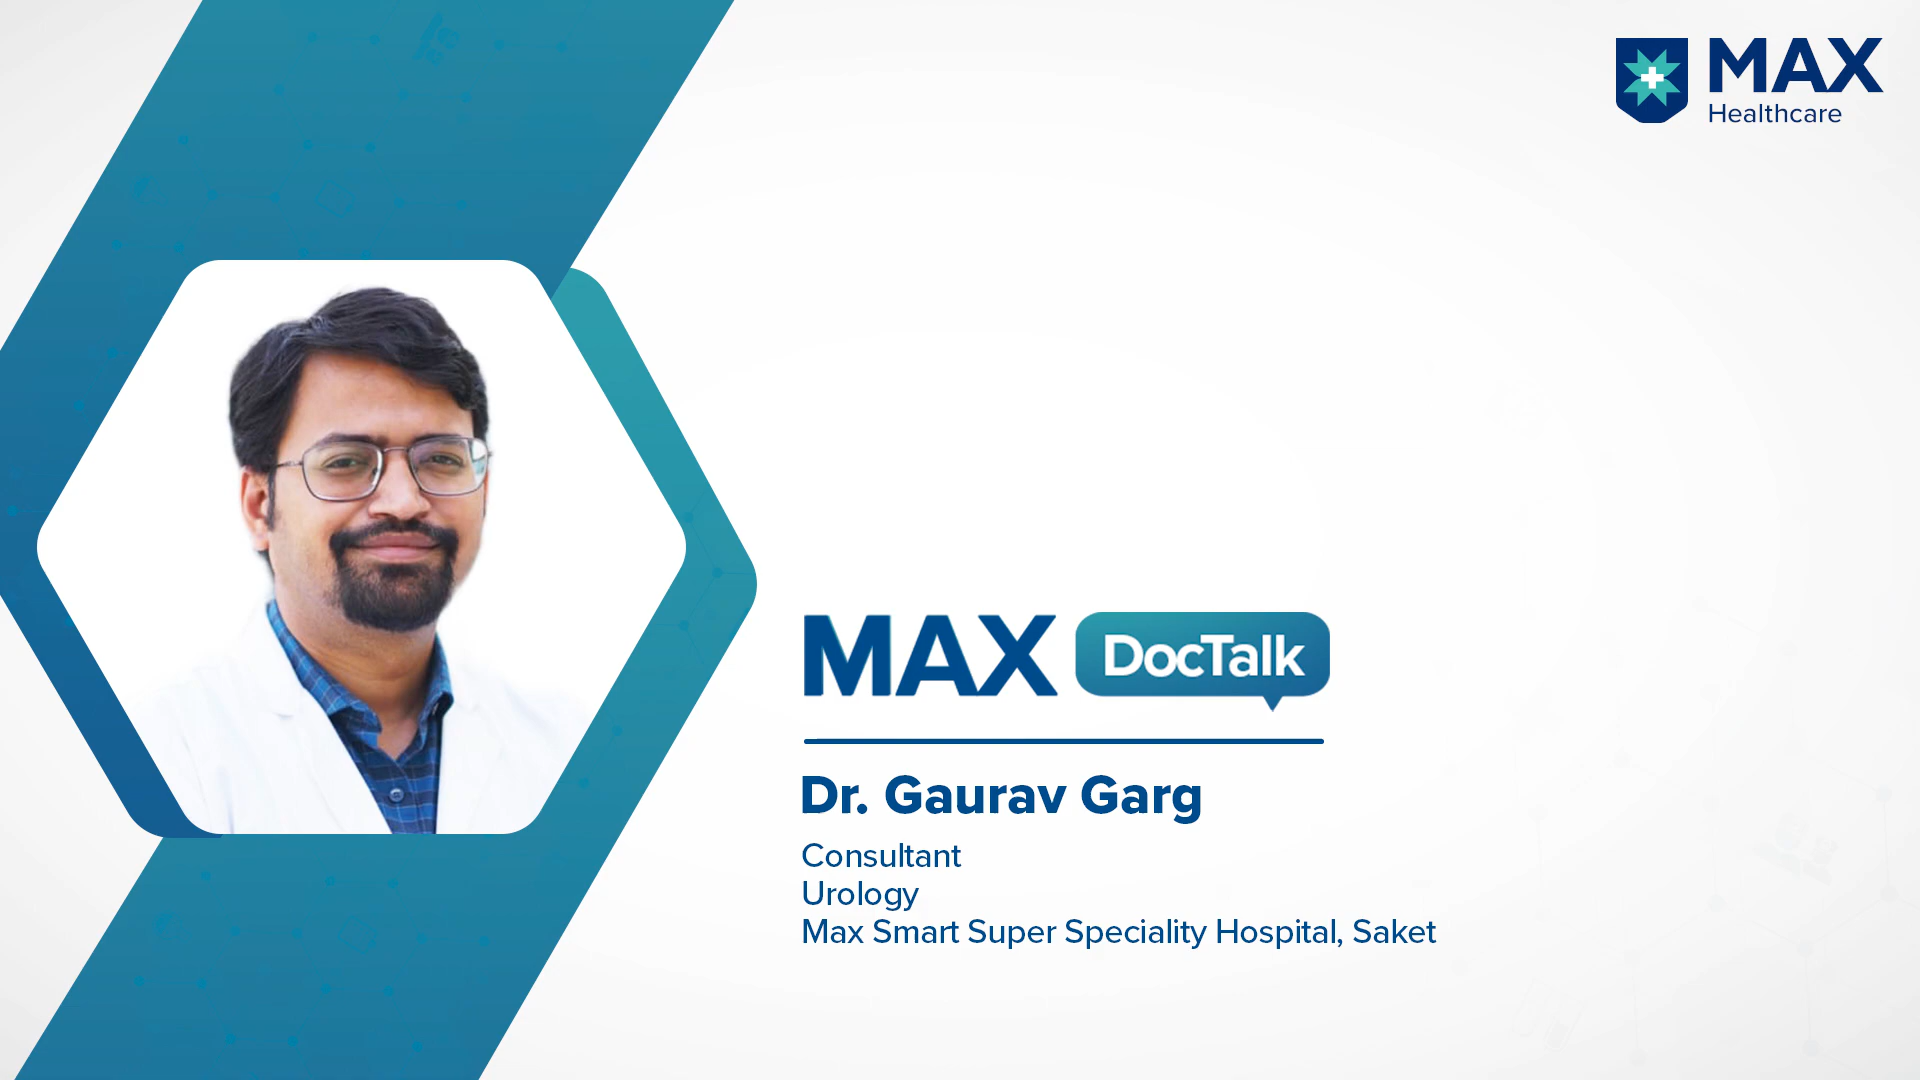 MAX
Healthcare
MAX DocTalk
Dr. Gaurav Garg
Consultant
Urology
Max Smart Super Speciality Hospital, Saket